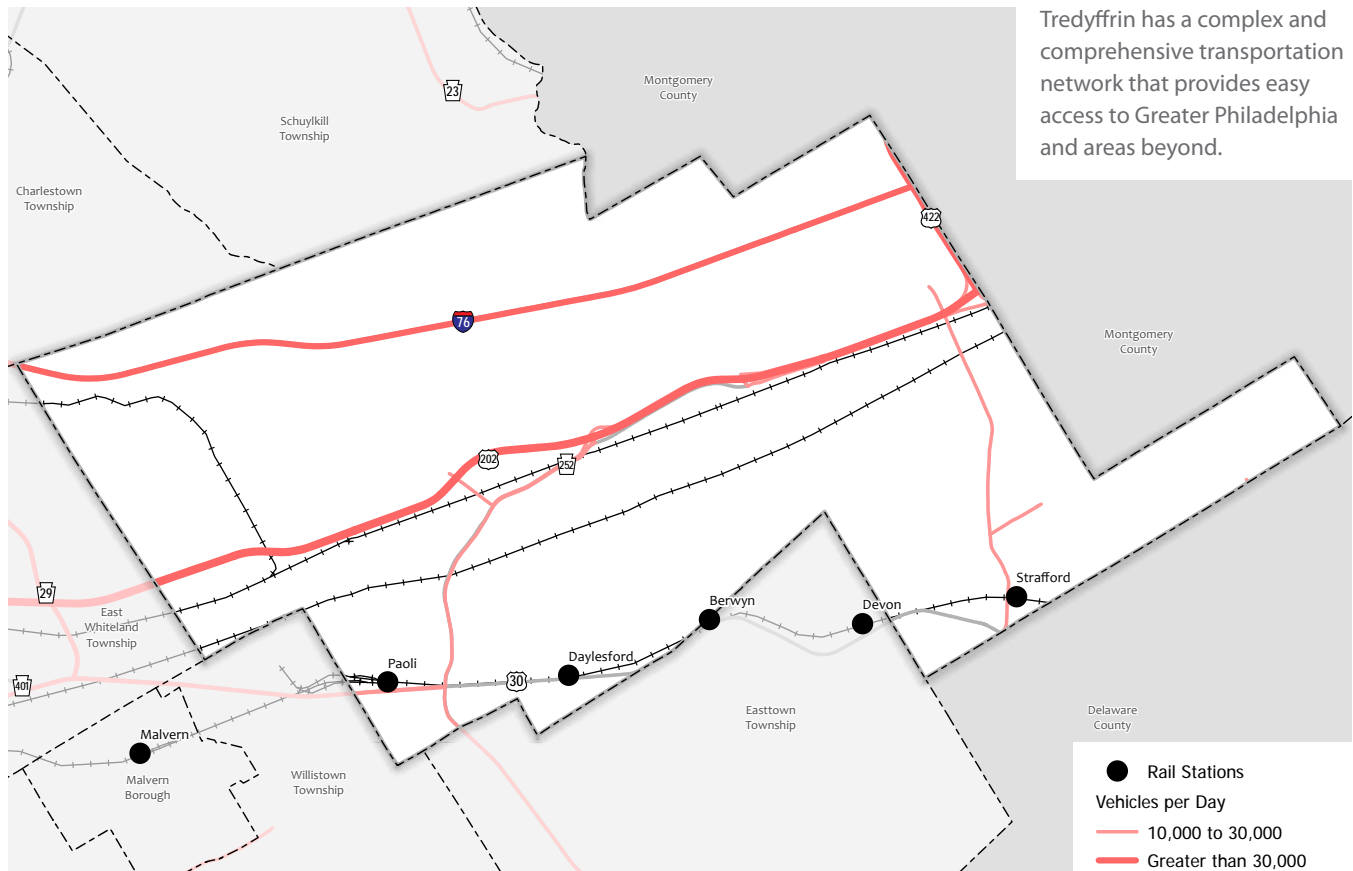 Tredyffrin has a complex and
comprehensive transportation
network that provides easy
access to Greater Philadelphia
and areas beyond.
Montgomery
County
23
Schuylkill
Township
Charlestown
Township
422
76
Montgomery
County
202
252
29
East
Whiteland
Township
Strafford
Berwyn
Devon
Paoli
Daylesford
30
401
Malvern
Easttown
Township
Delaware
County
Malvern
Borough
Willistown
Township
Rail Stations
Vehicles per Day
10,000 to 30,000
Greater than 30,000